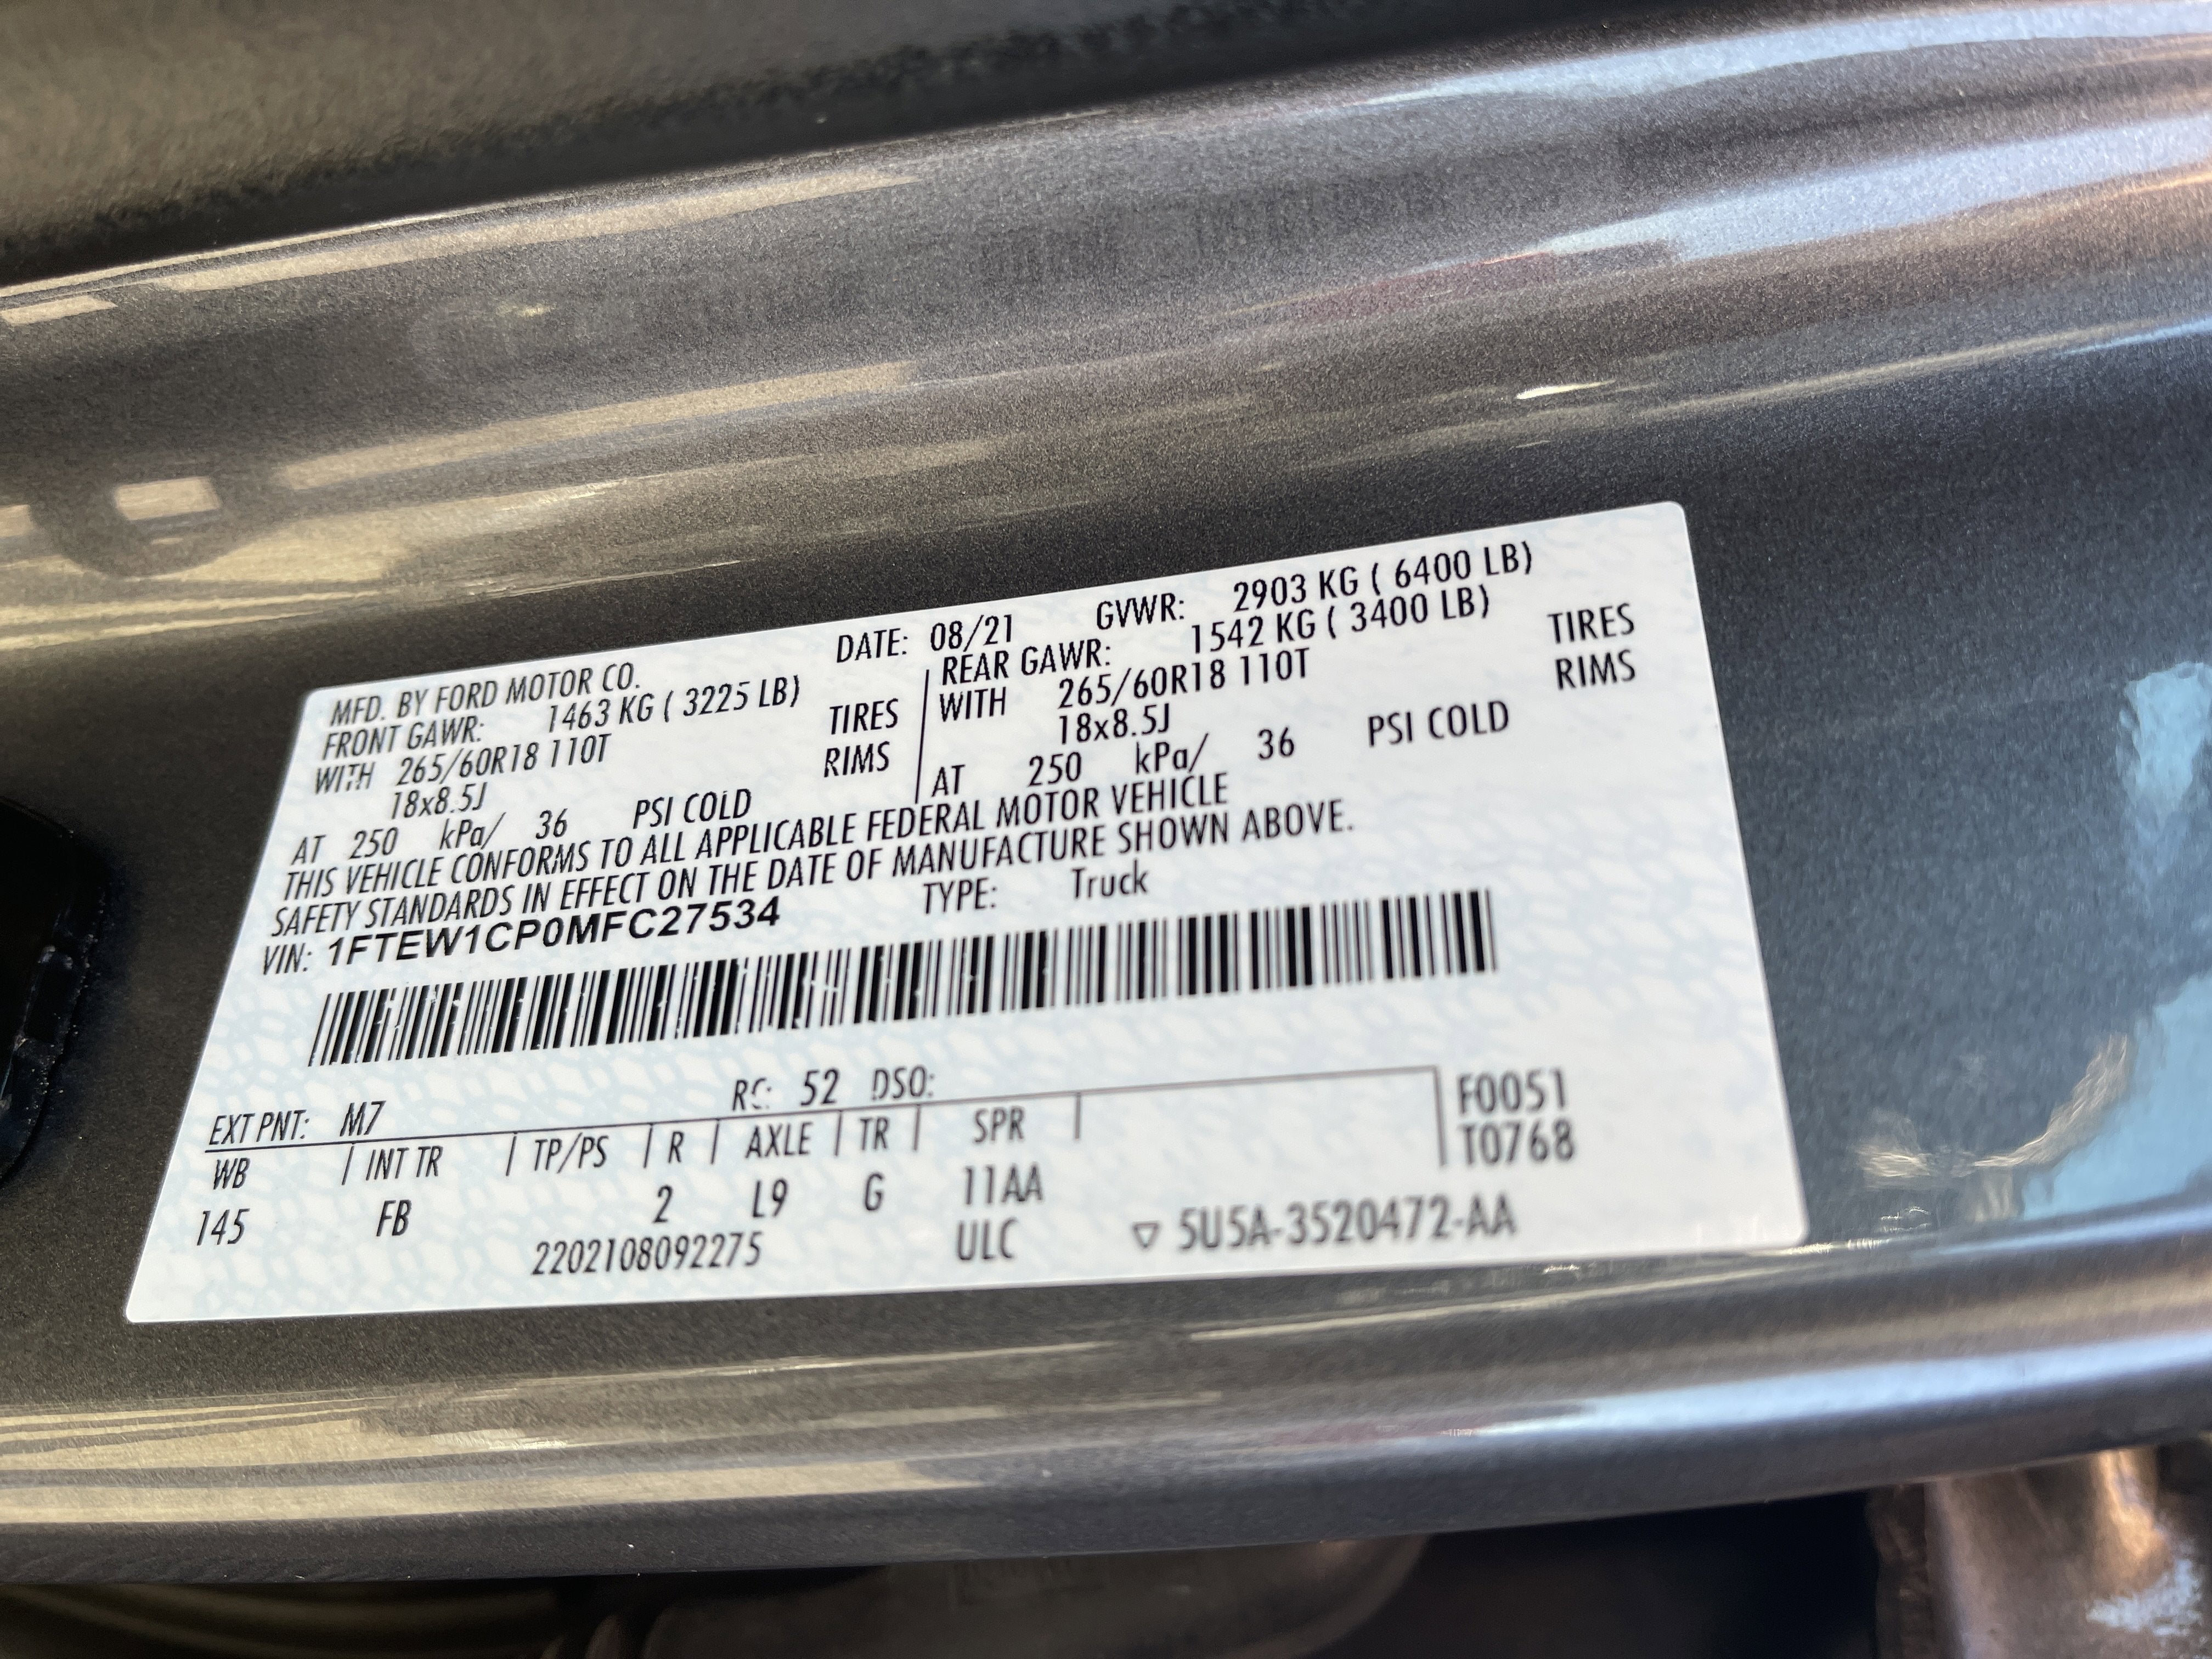 MFD. BY FORD MOTOR CO. DATE: 08/21 GVWR: 2903 KG ( 6400 LB)
FRONT GAWR: 1463 KG ( 3225 LB) REAR GAWR: 1542 KG ( 3400 LB)
WITH 265/60R18 110T TIRES WITH 265/60R18 110T TIRES
18x8.5J RIMS 18x8.5J RIMS
AT 250 kPa/ 36 PSI COLD AT 250 kPa/ 36 PSI COLD
THIS VEHICLE CONFORMS TO ALL APPLICABLE FEDERAL MOTOR VEHICLE
SAFETY STANDARDS IN EFFECT ON THE DATE OF MANUFACTURE SHOWN ABOVE.
VIN: 1FTEW1CP0MFC27534 TYPE: Truck
EXT PNT: M7 RC: 52 DSO: F0051
WB INT TR TP/PS R AXLE TR SPR T0768
145 FB 2 L9 G 11AA
2202108092275 ULC ▽ 5U5A-3520472-AA